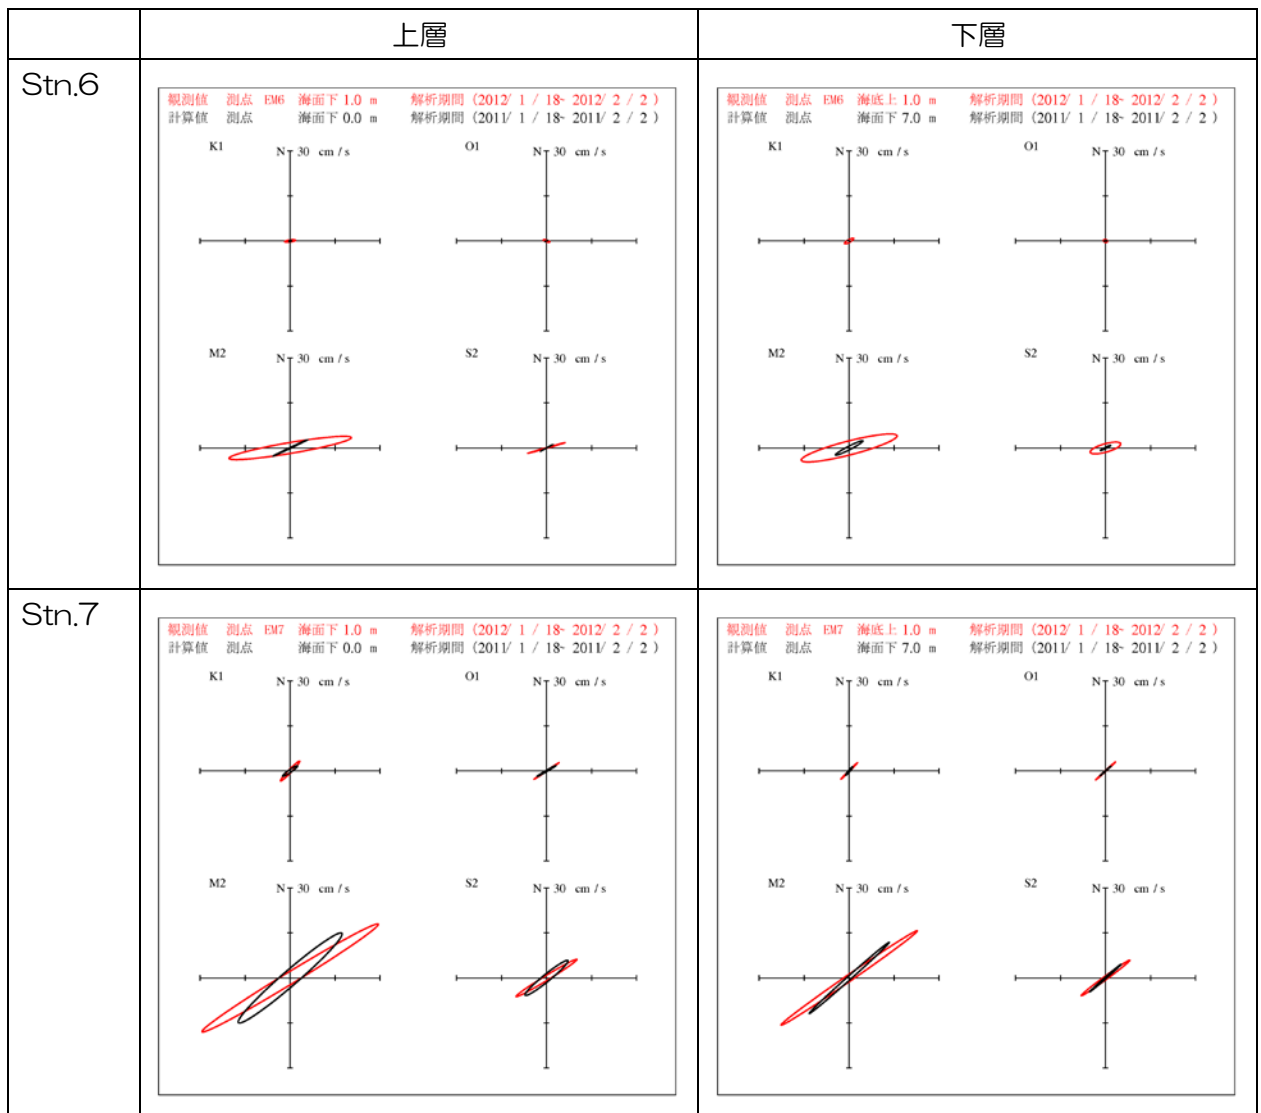 上層 下層
Stn.6
観測値 測点 EM6 海面下 1.0 m 解析期間 (2012/ 1 / 18~ 2012/ 2 / 2 )
計算値 測点 海面下 0.0 m 解析期間 (2011/ 1 / 18~ 2011/ 2 / 2 )
K1 N 30 cm / s O1 N 30 cm / s
M2 N 30 cm / s S2 N 30 cm / s
観測値 測点 EM6 海底上 1.0 m 解析期間 (2012/ 1 / 18~ 2012/ 2 / 2 )
計算値 測点 海面下 7.0 m 解析期間 (2011/ 1 / 18~ 2011/ 2 / 2 )
K1 N 30 cm / s O1 N 30 cm / s
M2 N 30 cm / s S2 N 30 cm / s
Stn.7
観測値 測点 EM7 海面下 1.0 m 解析期間 (2012/ 1 / 18~ 2012/ 2 / 2 )
計算値 測点 海面下 0.0 m 解析期間 (2011/ 1 / 18~ 2011/ 2 / 2 )
K1 N 30 cm / s O1 N 30 cm / s
M2 N 30 cm / s S2 N 30 cm / s
観測値 測点 EM7 海底上 1.0 m 解析期間 (2012/ 1 / 18~ 2012/ 2 / 2 )
計算値 測点 海面下 7.0 m 解析期間 (2011/ 1 / 18~ 2011/ 2 / 2 )
K1 N 30 cm / s O1 N 30 cm / s
M2 N 30 cm / s S2 N 30 cm / s